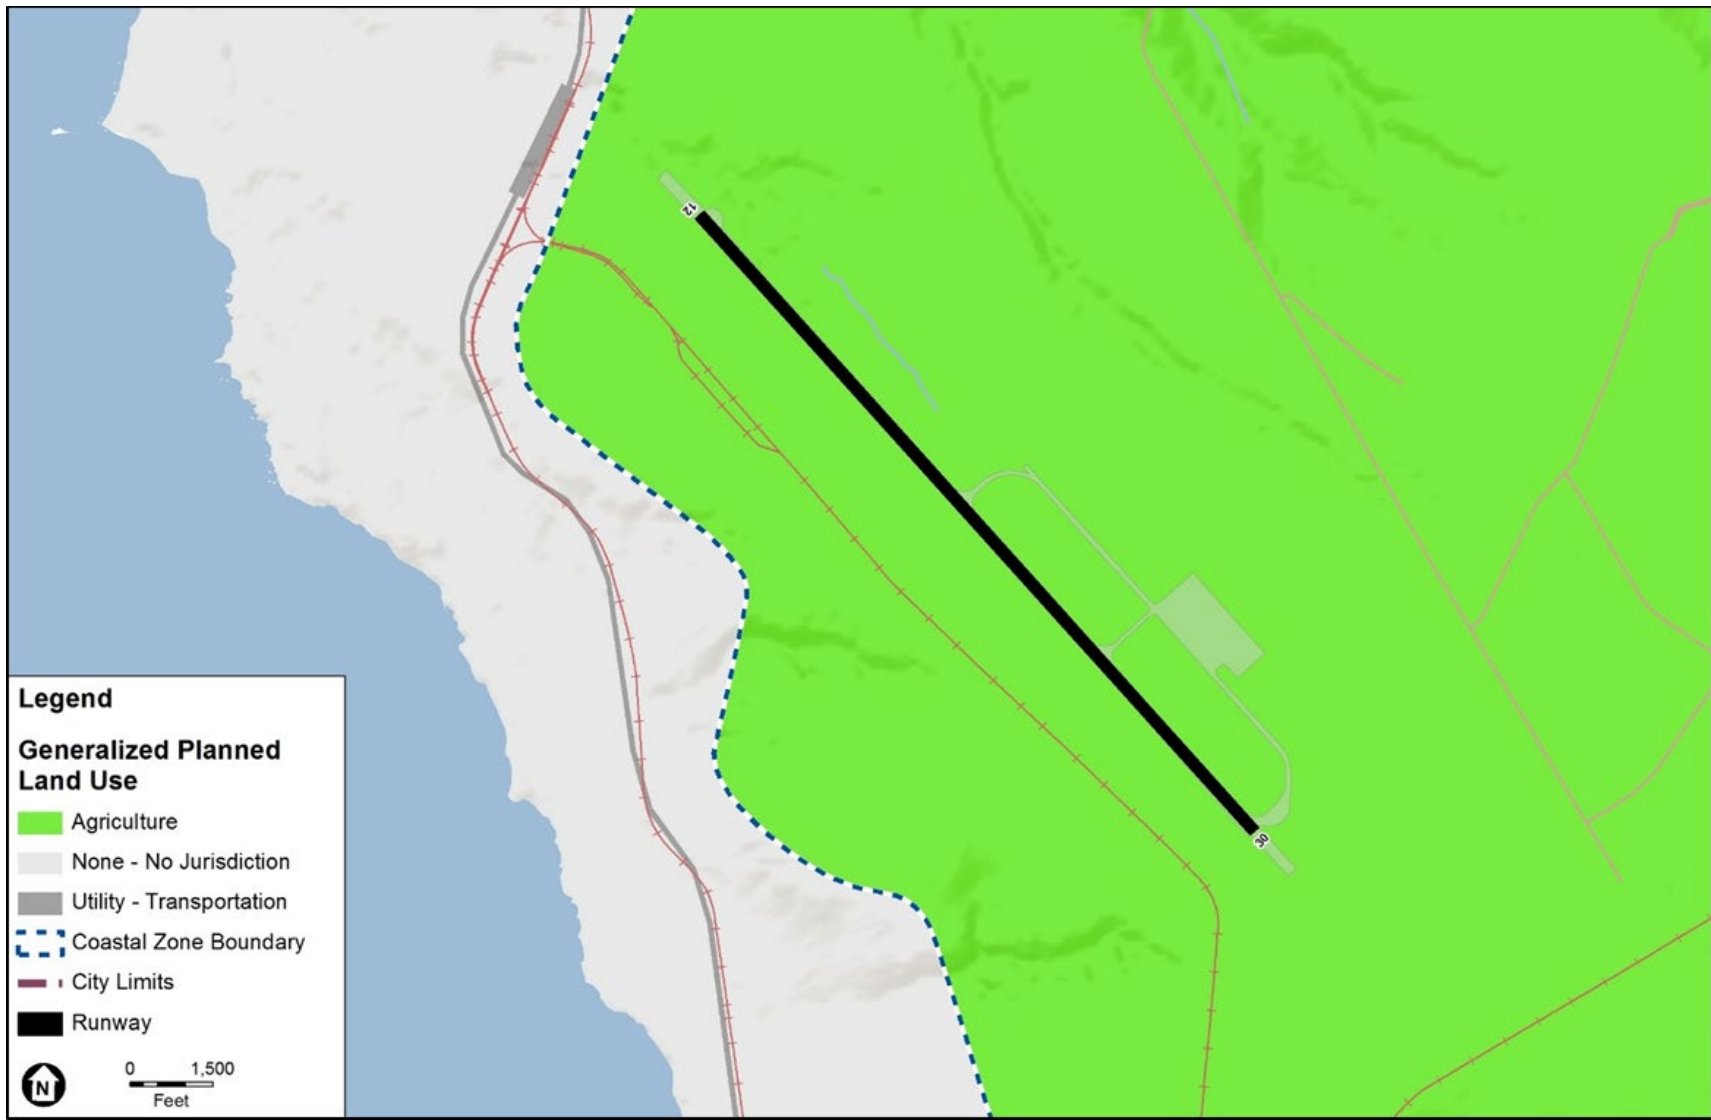 12
30
Legend
Generalized Planned
Land Use
Agriculture
None - No Jurisdiction
Utility - Transportation
Coastal Zone Boundary
City Limits
Runway
N
0 1,500
Feet